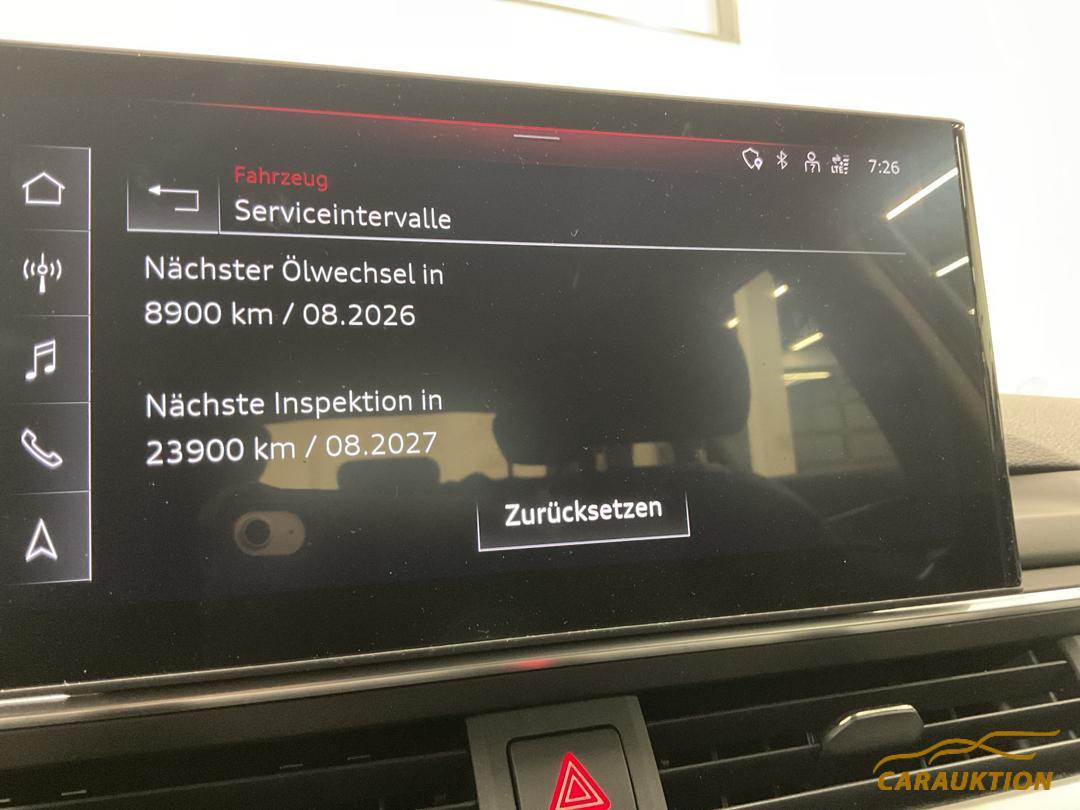 7:26
LTE
Fahrzeug
Serviceintervalle
Nächster Ölwechsel in
8900 km / 08.2026
Nächste Inspektion in
23900 km / 08.2027
Zurücksetzen
CARAUKTION